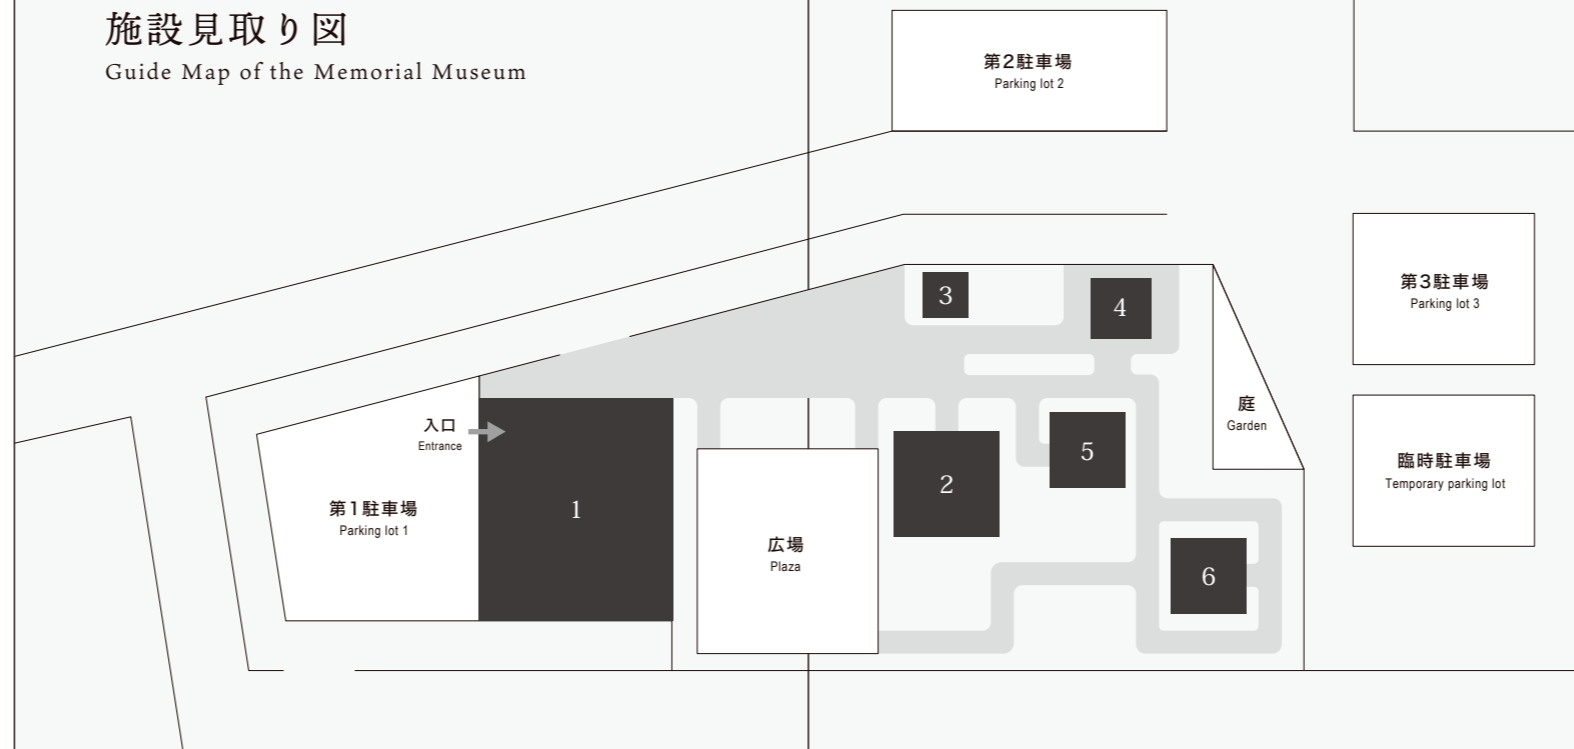 施設見取り図
Guide Map of the Memorial Museum
第2駐車場
Parking lot 2
3
4
第3駐車場
Parking lot 3
入口
Entrance
庭
Garden
5
2
1
臨時駐車場
Temporary parking lot
第1駐車場
Parking lot 1
広場
Plaza
6